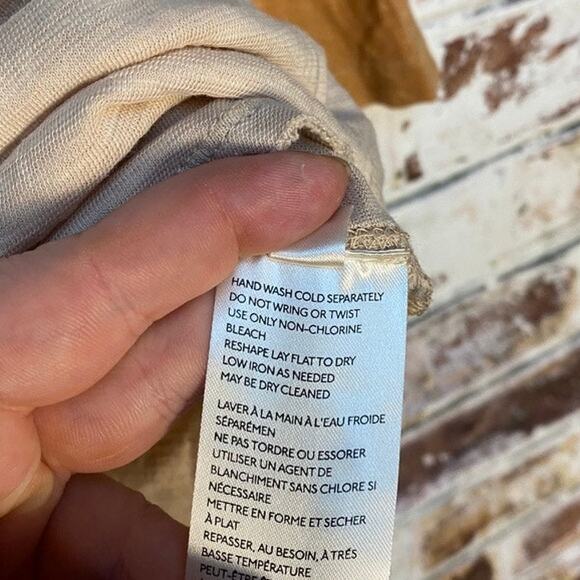 HAND WASH COLD SEPARATELY
DO NOT WRING OR TWIST
USE ONLY NON-CHLORINE
BLEACH
RESHAPE LAY FLAT TO DRY
LOW IRON AS NEEDED
MAY BE DRY CLEANED
LAVER À LA MAIN À L'EAU FROIDE
SÉPARÉMEN
NE PAS TORDRE OU ESSORER
UTILISER UN AGENT DE
BLANCHIMENT SANS CHLORE SI
NÉCESSAIRE
METTRE EN FORME ET SECHER
À PLAT
REPASSER, AU BESOIN, À TRÉS
BASSE TEMPÉRATURE
PEUT-ÊTRE